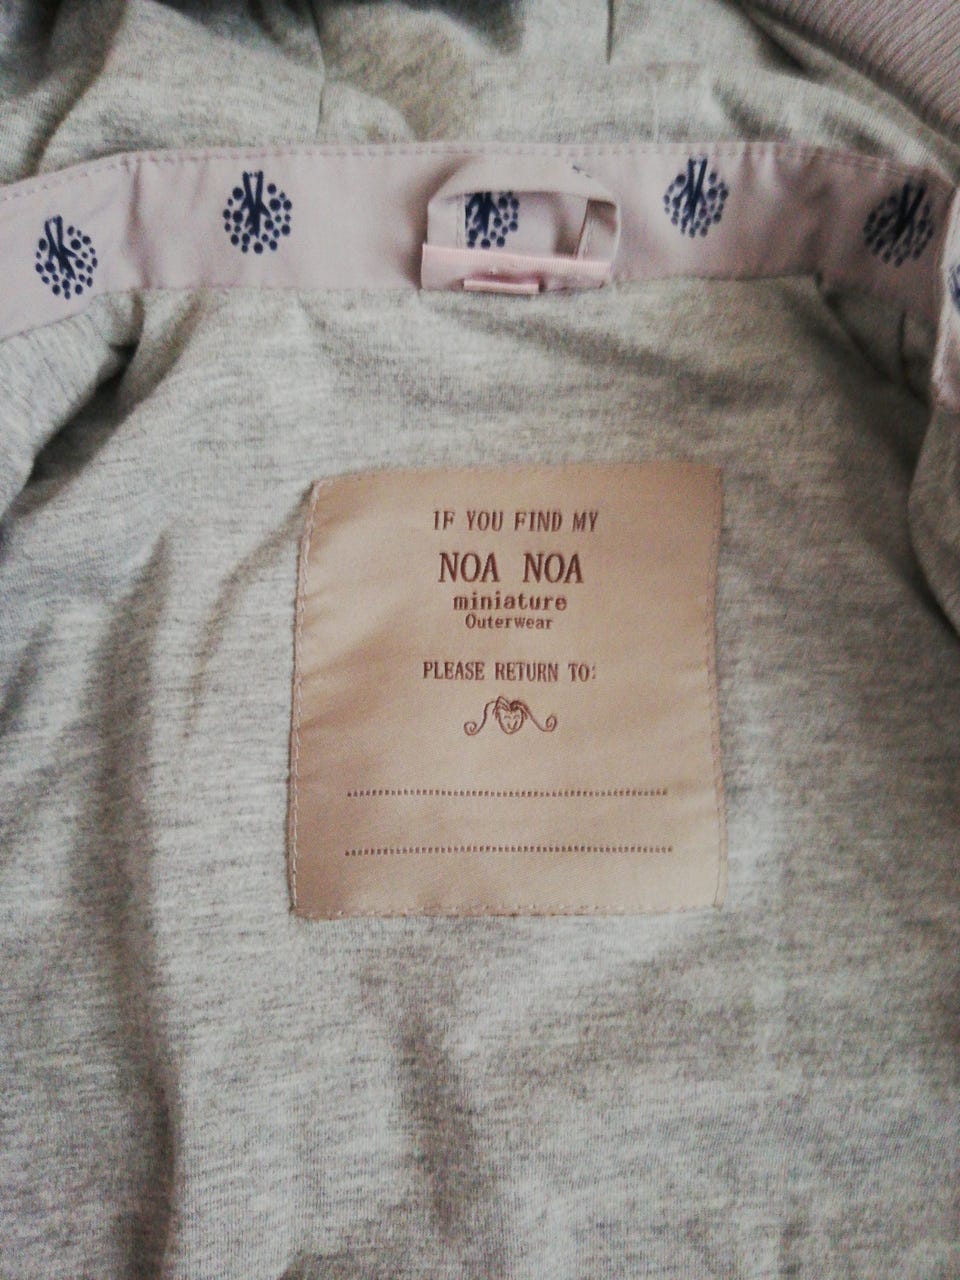 IF YOU FIND MY
NOA NOA
miniature
Outerwear
PLEASE RETURN TO: